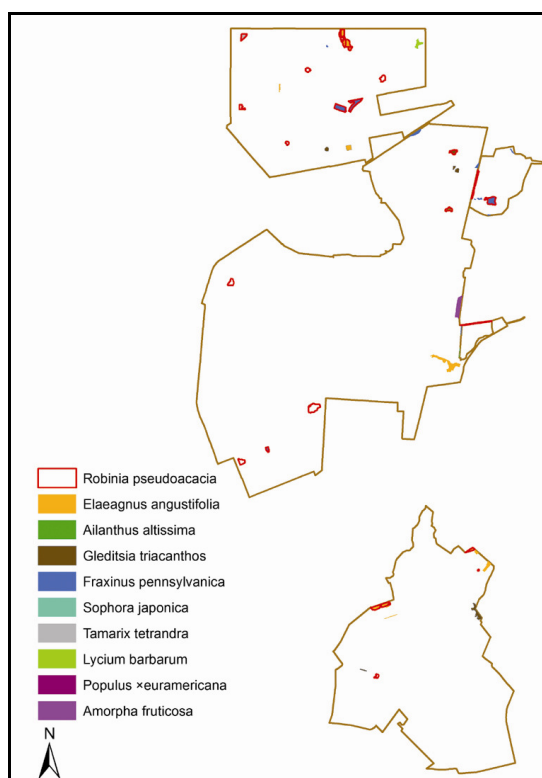 Robinia pseudoacacia
Elaeagnus angustifolia
Ailanthus altissima
Gleditsia triacanthos
Fraxinus pennsylvanica
Sophora japonica
Tamarix tetrandra
Lycium barbarum
Populus ×euramericana
Amorpha fruticosa
N